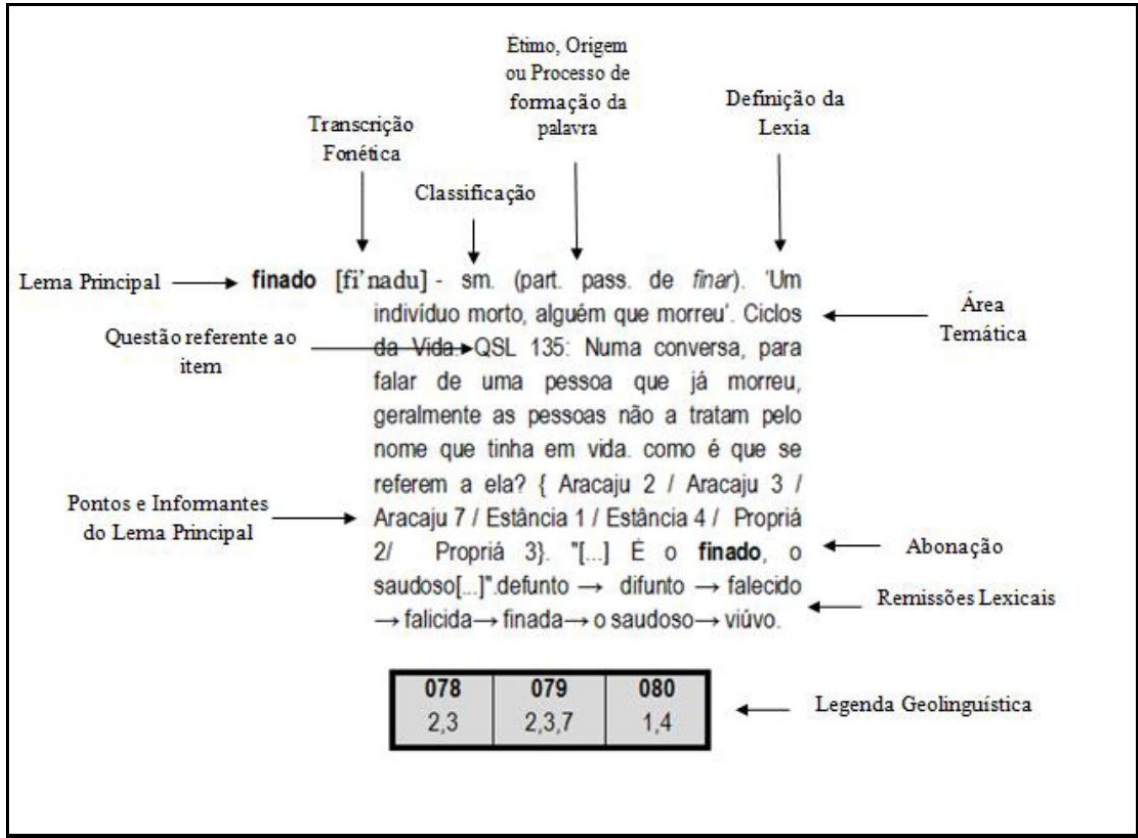 Étimo, Origem
ou Processo de
formação da
palavra
Definição da
Lexia
Transcrição
Fonética
Classificação
Lema Principal
finado [fi'nadu] - sm. (part. pass. de finar). 'Um
indivíduo morto, alguém que morreu'. Ciclos
da Vida. QSL 135: Numa conversa, para
falar de uma pessoa que já morreu,
geralmente as pessoas não a tratam pelo
nome que tinha em vida. como é que se
referem a ela? { Aracaju 2 / Aracaju 3 /
Aracaju 7 / Estância 1 / Estância 4 / Propriá
2/ Propriá 3}. "[...] É o finado, o
saudoso[...]".defunto → difunto → falecido
→ falicida→ finada→ o saudoso→ viúvo.
Área
Temática
Questão referente ao
item
Pontos e Informantes
do Lema Principal
Abonação
Remissões Lexicais
078 079 080
2,3 2,3,7 1,4
Legenda Geolinguística